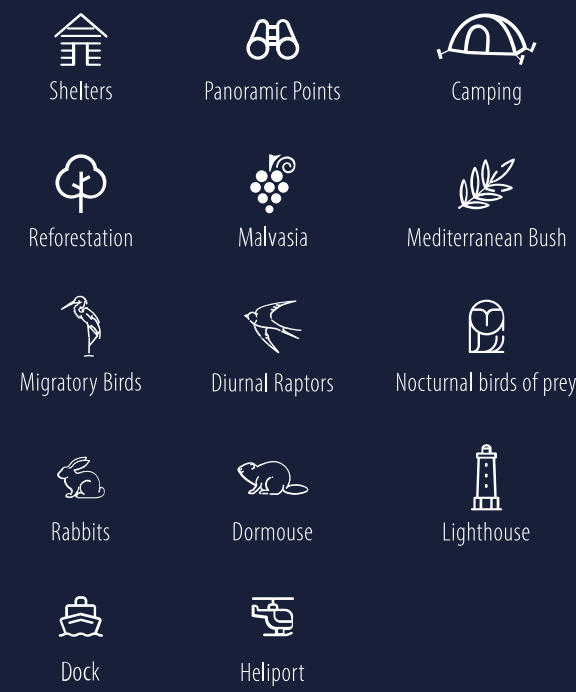 Shelters
Panoramic Points
Camping
Reforestation
Malvasia
Mediterranean Bush
Migratory Birds
Diurnal Raptors
Nocturnal birds of prey
Rabbits
Dormouse
Lighthouse
Dock
Heliport